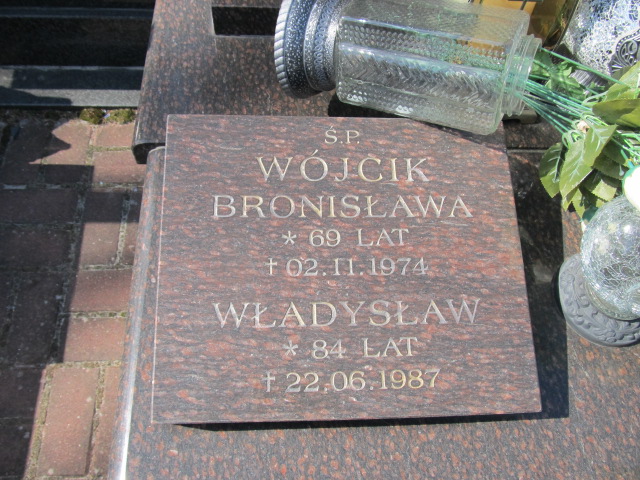 Ś.P.
WÓJCIK
BRONISŁAWA
* 69 LAT
† 02.11.1974
WŁADYSŁAW
* 84 LAT
† 22.06.1987